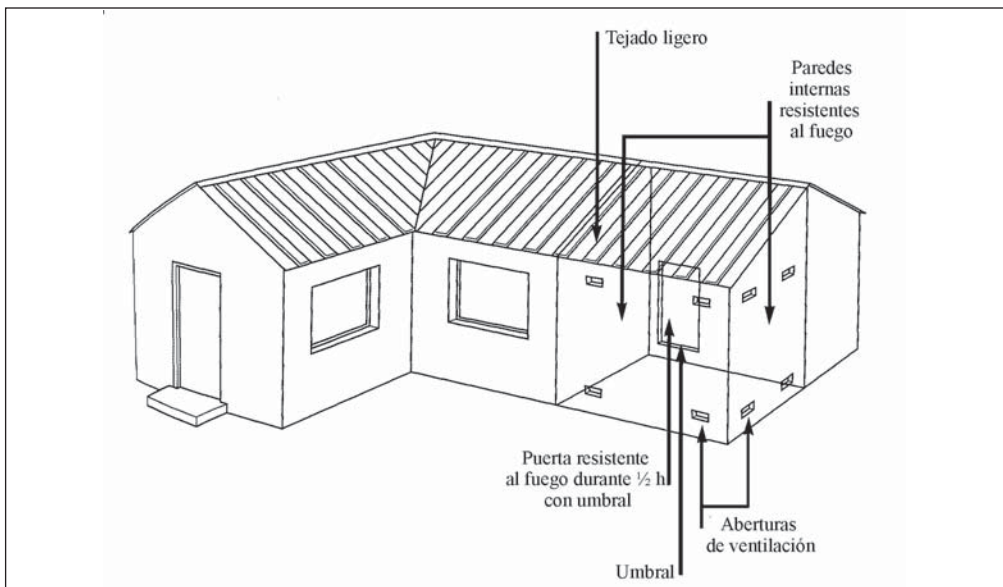 Tejado ligero
Paredes
internas
resistentes
al fuego
Puerta resistente
al fuego durante ½ h
con umbral
Aberturas
de ventilación
Umbral